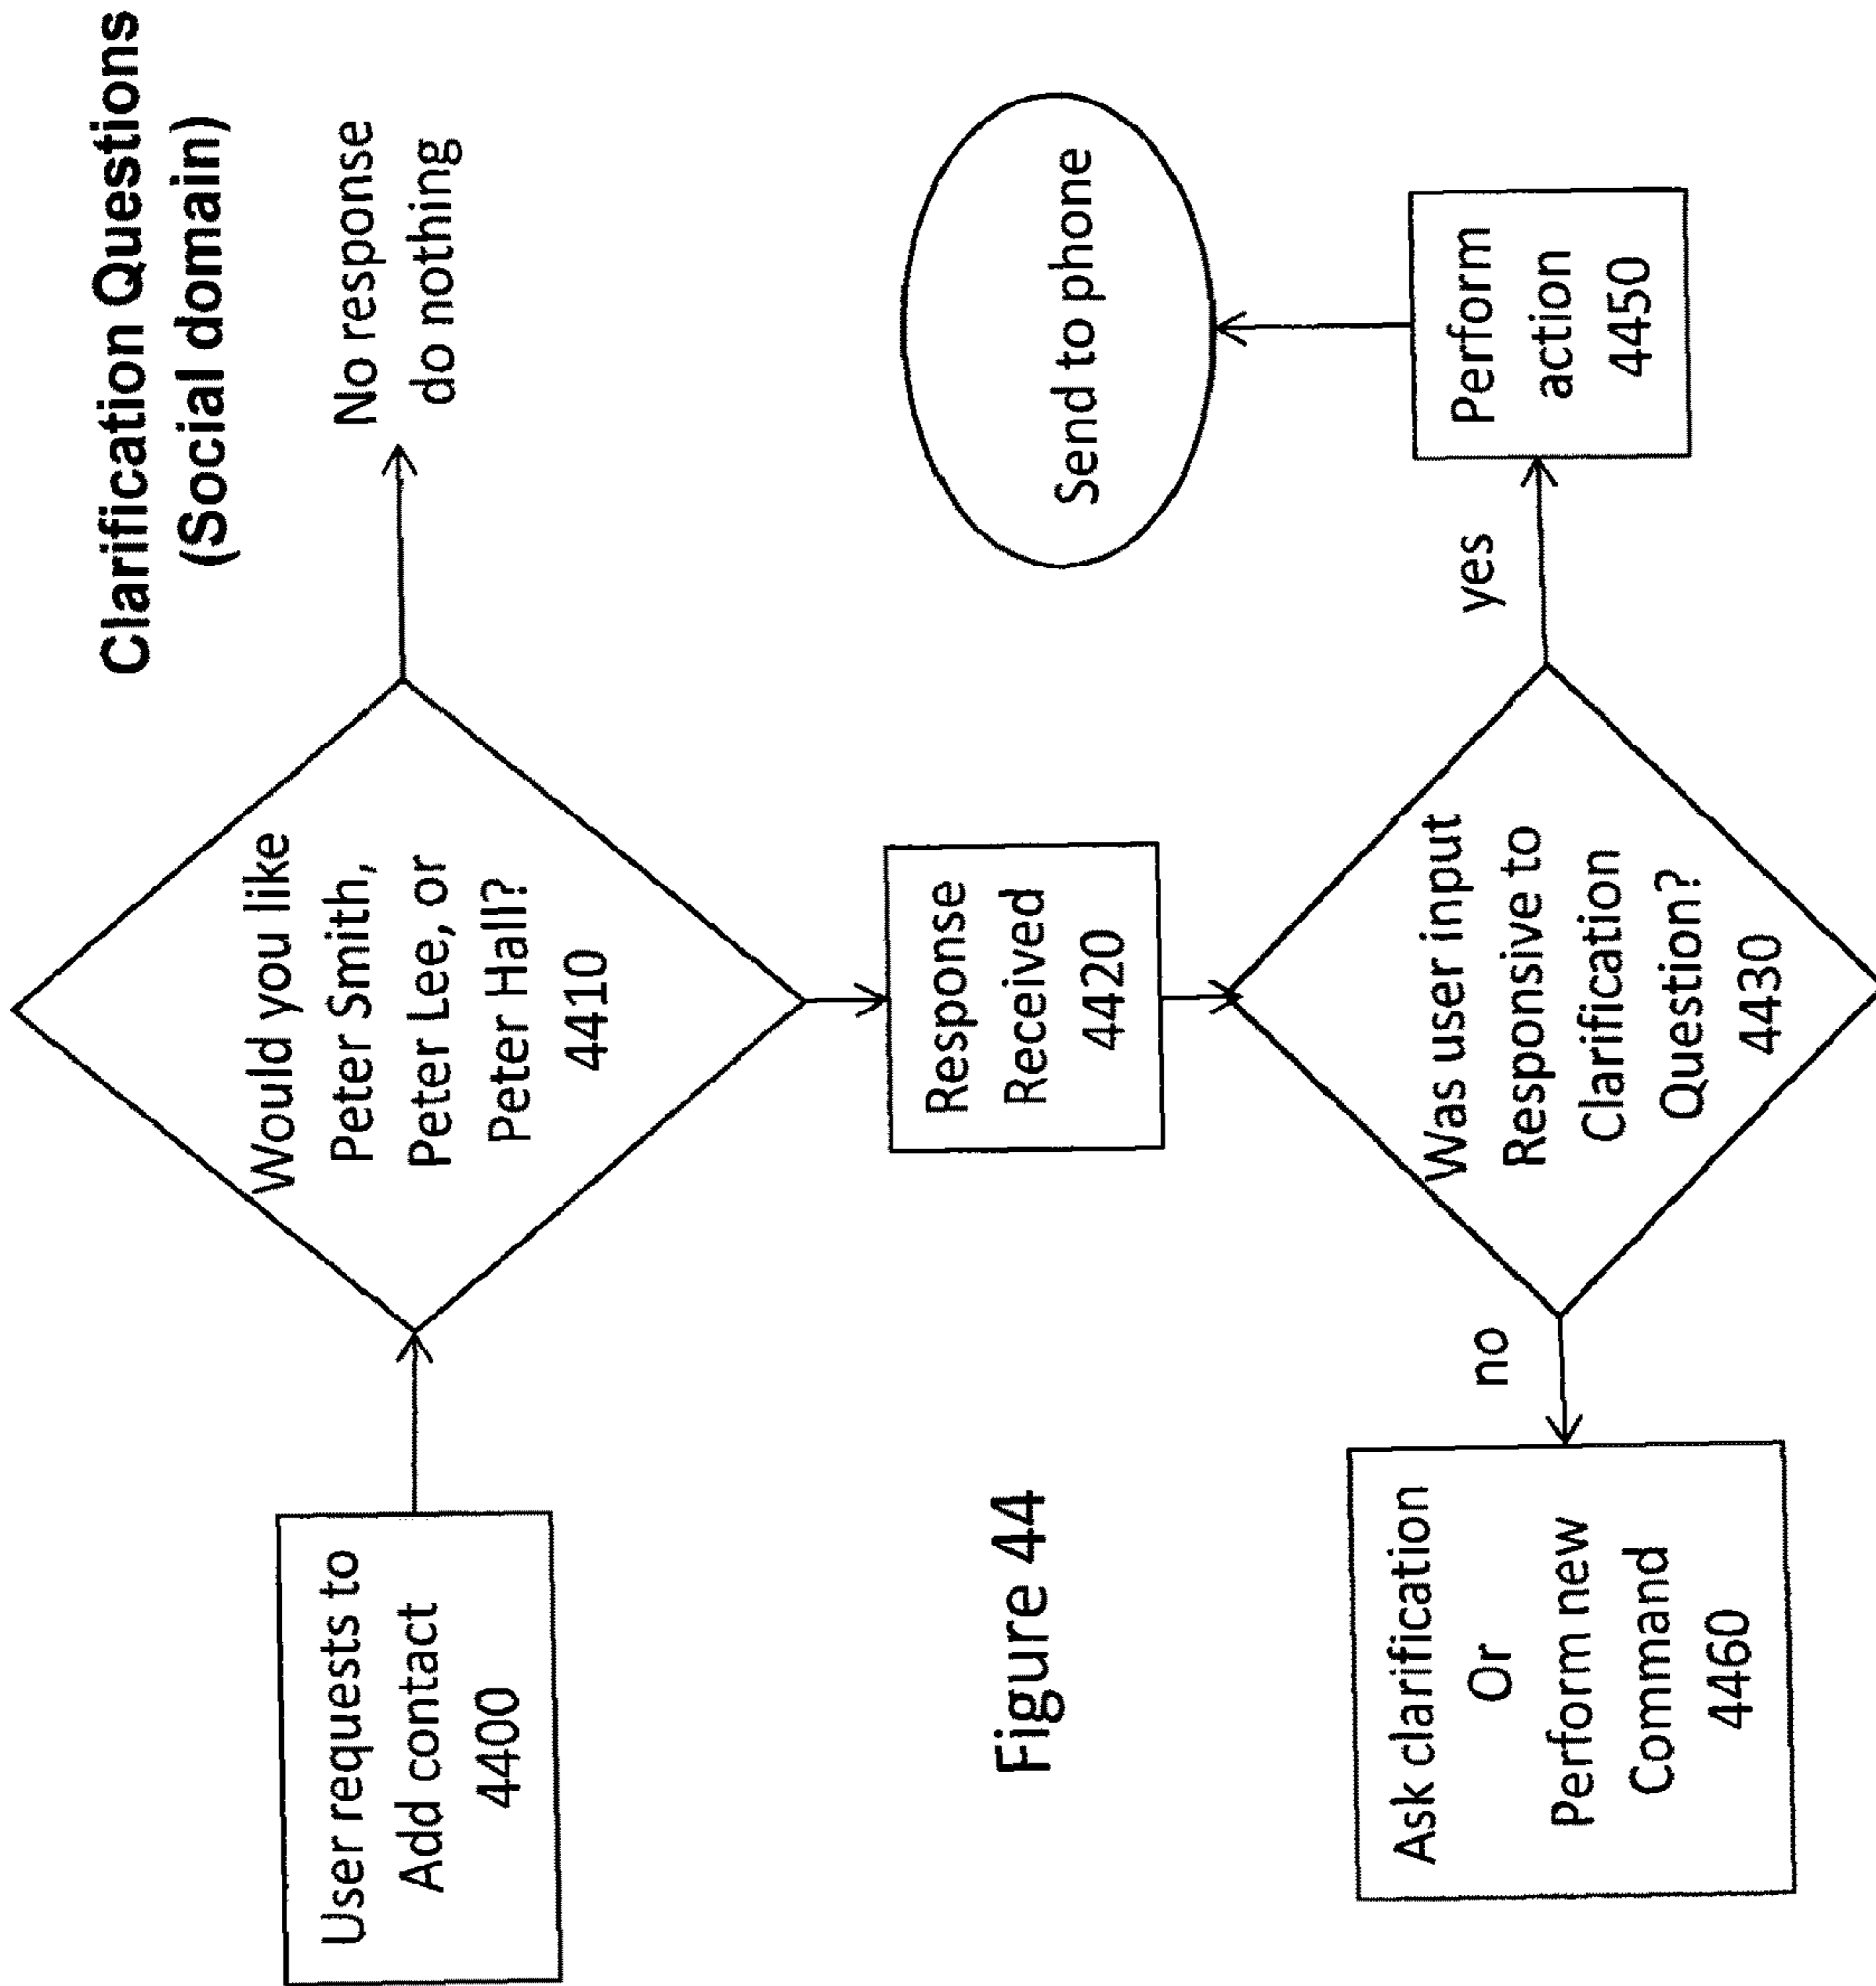 Clarification Questions
(Social domain)
User requests to
Add contact
4400
Would you like
Peter Smith,
Peter Lee, or
Peter Hall?
4410
No response
do nothing
Response
Received
4420
Figure 44
Was user input
Responsive to
Clarification
Question?
4430
no
yes
Ask clarification
Or
Perform new
Command
4460
Perform
action
4450
Send to phone